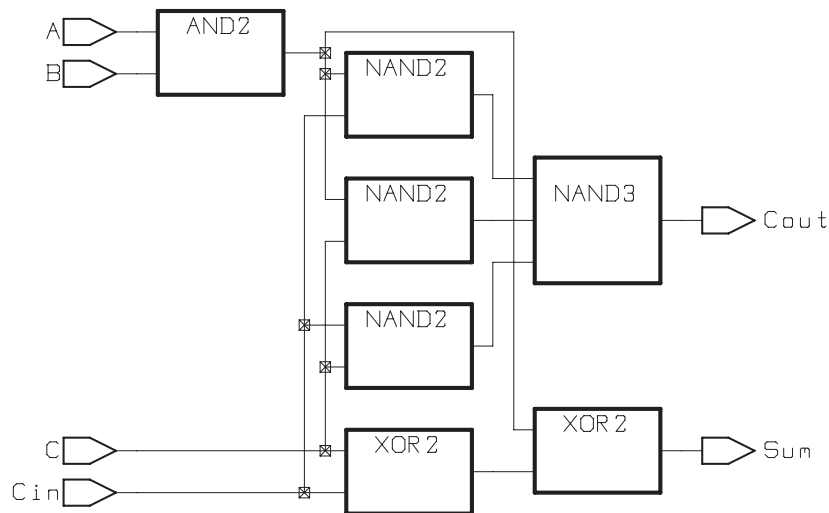 A
AND2
B
NAND2
NAND2
NAND3
Cout
NAND2
C
XOR2
XOR2
Sum
Cin